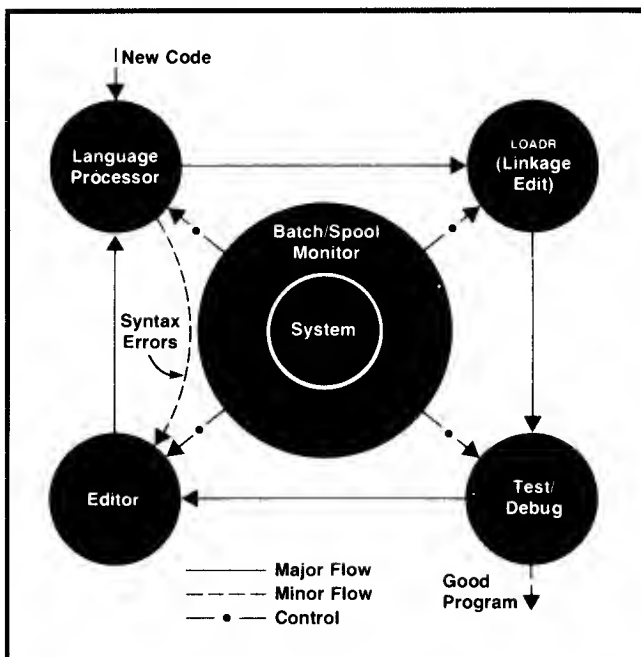 New Code
Language
Processor
LOADR
(Linkage
Edit)
Batch/Spool
Monitor
System
Syntax
Errors
Editor
Test/
Debug
Major Flow
Minor Flow
Control
Good
Program